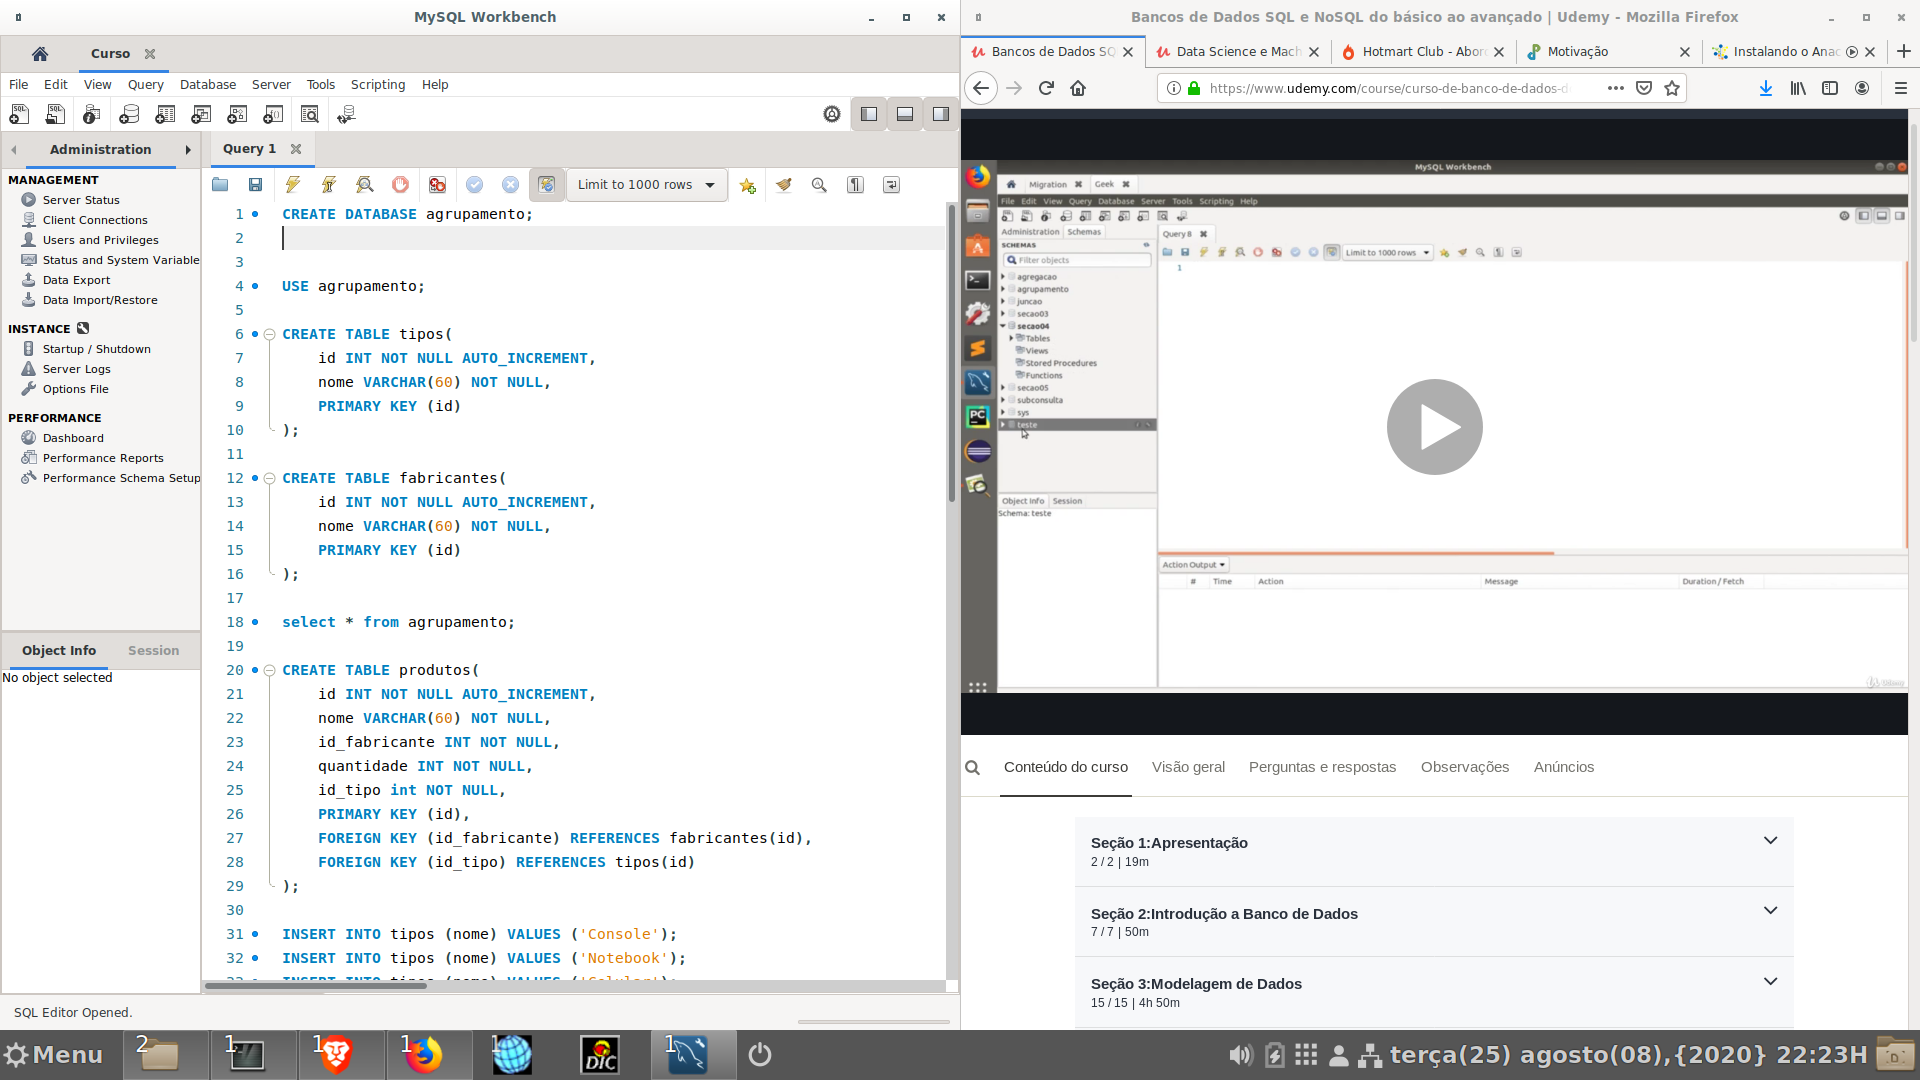 MySQL Workbench
Curso
File Edit View Query Database Server Tools Scripting Help
Administration
Query 1
MANAGEMENT
Server Status
Client Connections
Users and Privileges
Status and System Variable
Data Export
Data Import/Restore
INSTANCE
Startup / Shutdown
Server Logs
Options File
PERFORMANCE
Dashboard
Performance Reports
Performance Schema Setup
Object Info Session
No object selected
Limit to 1000 rows
1 CREATE DATABASE agrupamento;
2
3
4 USE agrupamento;
5
6 CREATE TABLE tipos(
7 id INT NOT NULL AUTO_INCREMENT,
8 nome VARCHAR(60) NOT NULL,
9 PRIMARY KEY (id)
10 );
11
12 CREATE TABLE fabricantes(
13 id INT NOT NULL AUTO_INCREMENT,
14 nome VARCHAR(60) NOT NULL,
15 PRIMARY KEY (id)
16 );
17
18 select * from agrupamento;
19
20 CREATE TABLE produtos(
21 id INT NOT NULL AUTO_INCREMENT,
22 nome VARCHAR(60) NOT NULL,
23 id_fabricante INT NOT NULL,
24 quantidade INT NOT NULL,
25 id_tipo int NOT NULL,
26 PRIMARY KEY (id),
27 FOREIGN KEY (id_fabricante) REFERENCES fabricantes(id),
28 FOREIGN KEY (id_tipo) REFERENCES tipos(id)
29 );
30
31 INSERT INTO tipos (nome) VALUES ('Console');
32 INSERT INTO tipos (nome) VALUES ('Notebook');
SQL Editor Opened.
Bancos de Dados SQL e NoSQL do básico ao avançado | Udemy - Mozilla Firefox
Bancos de Dados SQ
Data Science e Mach
Hotmart Club - Abor
Motivação
Instalando o Anac
https://www.udemy.com/course/curso-de-banco-de-dados-d
MySQL Workbench
Migration Geek
File Edit View Query Database Server Tools Scripting Help
Administration Schemas
Query 8
SCHEMAS
Filter objects
Limit to 1000 rows
1
agregacao
agrupamento
juncao
secao03
secao04
Tables
Views
Stored Procedures
Functions
secao05
subconsulta
sys
teste
Object Info Session
Schema: teste
Action Output
# Time Action Message Duration / Fetch
Udemy
Conteúdo do curso Visão geral Perguntas e respostas Observações Anúncios
Seção 1:Apresentação
2 / 2 | 19m
Seção 2:Introdução a Banco de Dados
7 / 7 | 50m
Seção 3:Modelagem de Dados
15 / 15 | 4h 50m
Menu
2 1 1 1 1 DIC 1
terça(25) agosto(08),{2020} 22:23H